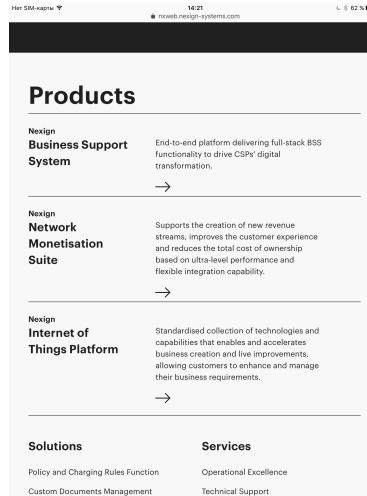 Нет SIM-карты 14:21 62 %
nxweb.nexign-systems.com
Products
Nexign
Business Support
System
End-to-end platform delivering full-stack BSS
functionality to drive CSPs' digital
transformation.
Nexign
Network
Monetisation
Suite
Supports the creation of new revenue
streams, improves the customer experience
and reduces the total cost of ownership
based on ultra-level performance and
flexible integration capability.
Nexign
Internet of
Things Platform
Standardised collection of technologies and
capabilities that enables and accelerates
business creation and live improvements,
allowing customers to enhance and manage
their business requirements.
Solutions
Policy and Charging Rules Function
Custom Documents Management
Services
Operational Excellence
Technical Support